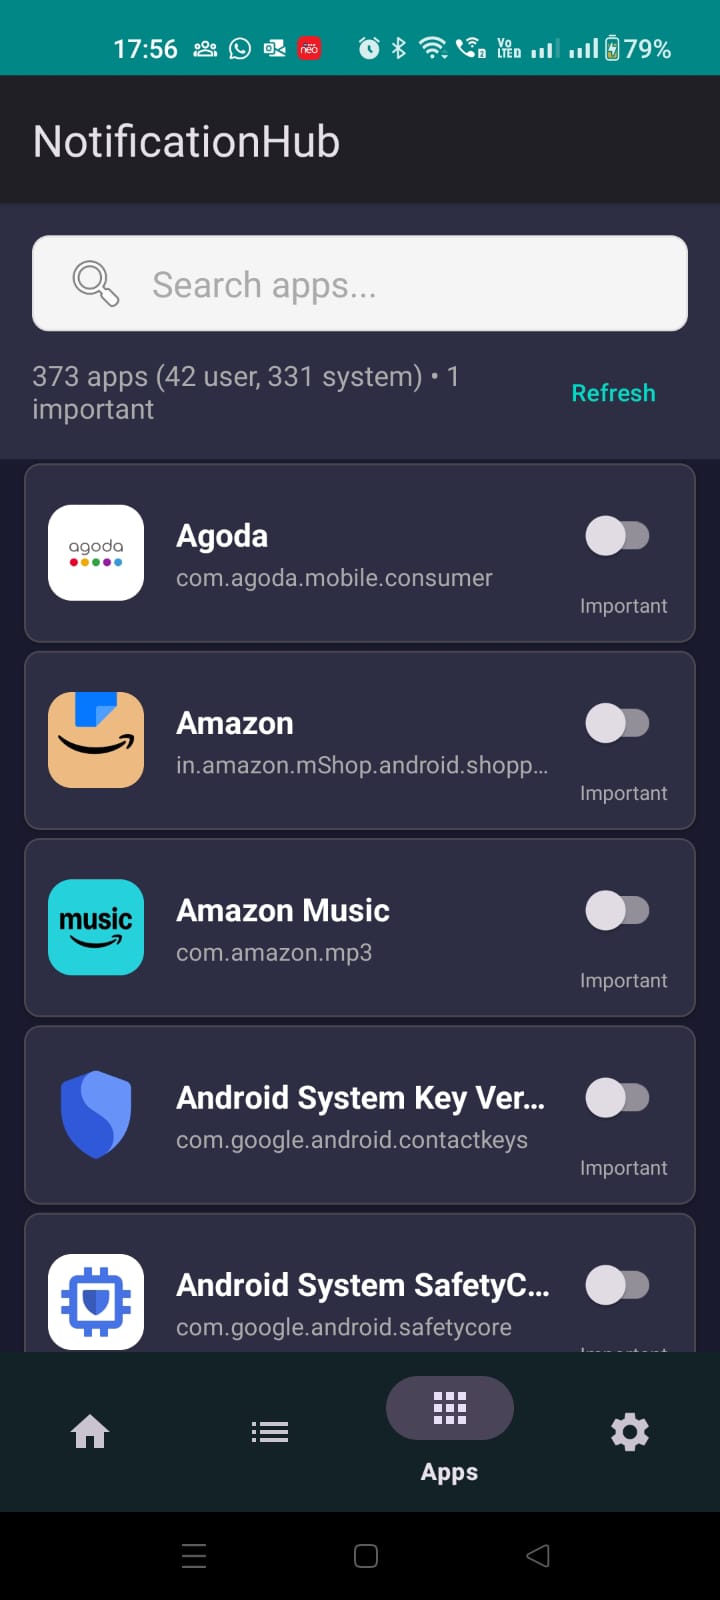 17:56 neo Vo LTE 2 79%
NotificationHub
Search apps...
373 apps (42 user, 331 system) • 1
important
Refresh
agoda
Agoda
com.agoda.mobile.consumer
Important
Amazon
in.amazon.mShop.android.shopp...
Important
music
Amazon Music
com.amazon.mp3
Important
Android System Key Ver...
com.google.android.contactkeys
Important
Android System SafetyC...
com.google.android.safetycore
Apps